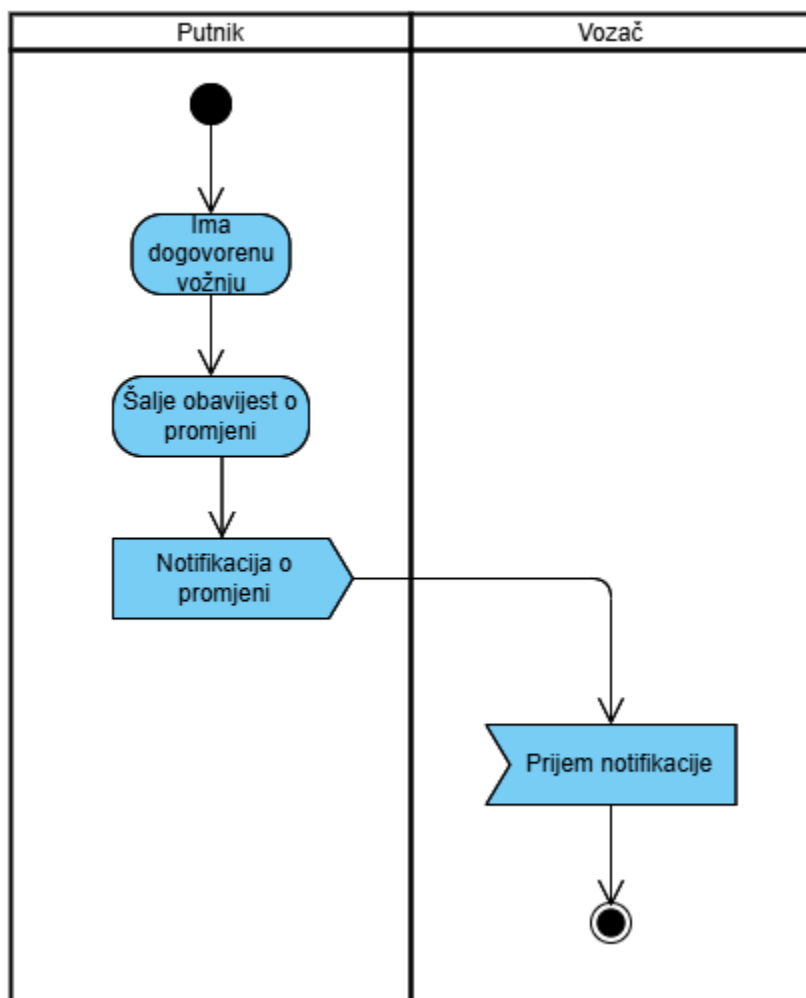 Putnik
Vozač
Ima
dogovorenu
vožnju
Šalje obavijest o
promjeni
Notifikacija o
promjeni
Prijem notifikacije